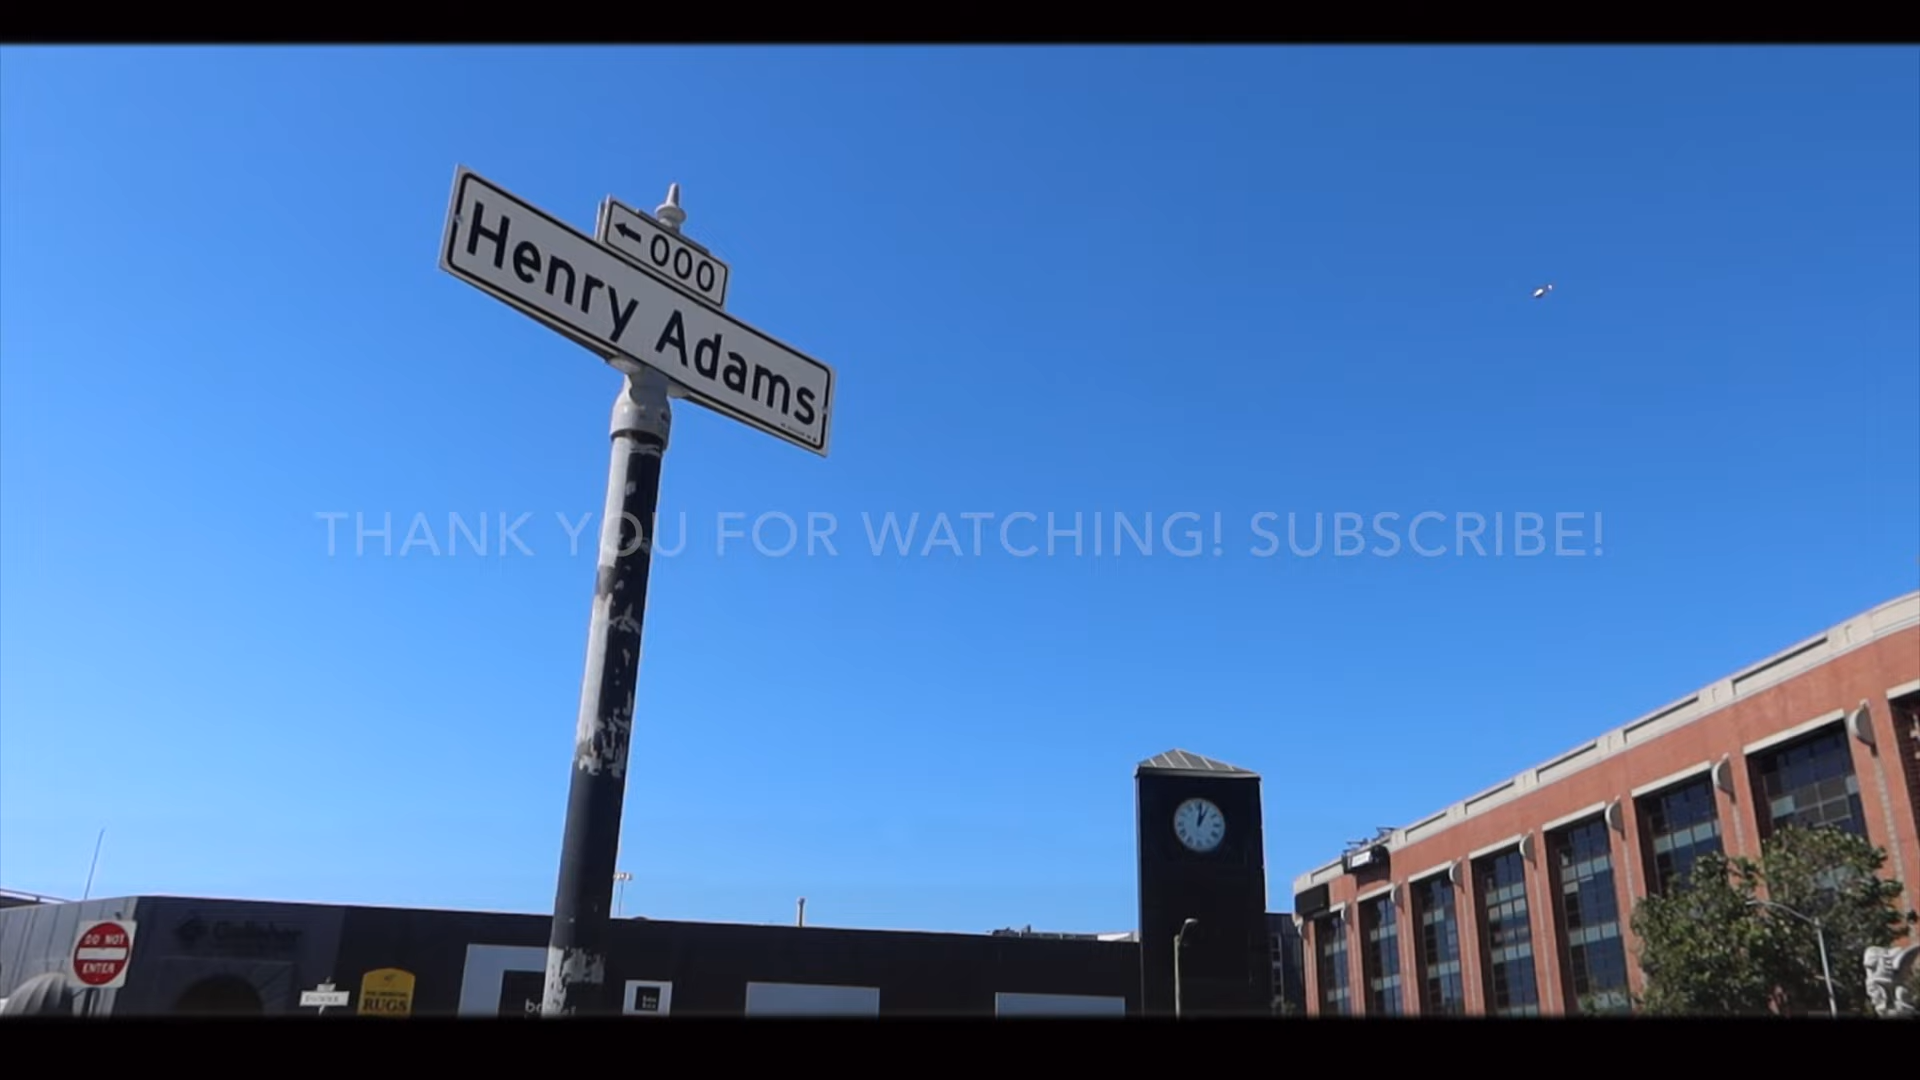 ←000
Henry Adams
THANK YOU FOR WATCHING! SUBSCRIBE!
DO NOT
ENTER
RUGS